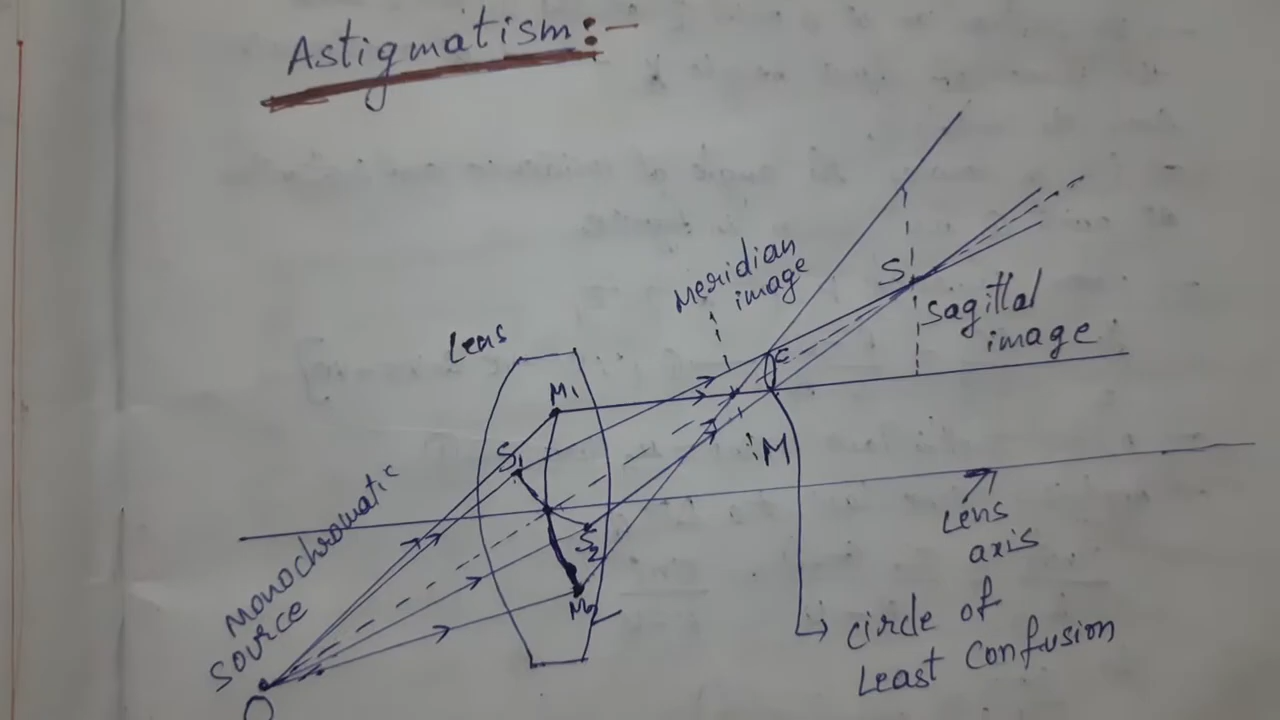 Astigmatism:-
Meridian
image
S
Sagittal
image
Lens
M1
S1
C
M
S2
M2
Lens
axis
Monochromatic
source
O
circle of
Least confusion